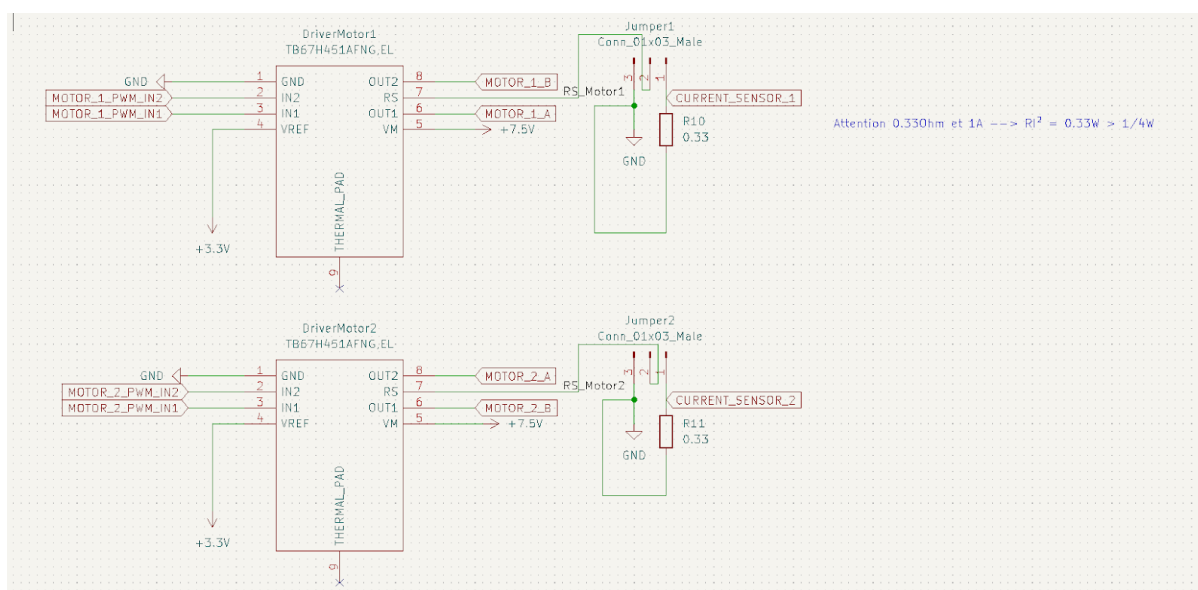 DriverMotor1
TB67H451AFNG,EL
Jumper1
Conn_01x03_Male
GND
MOTOR_1_PWM_IN2
MOTOR_1_PWM_IN1
1
2
3
4
GND
IN2
IN1
VREF
OUT2
RS
OUT1
VM
8
7
6
5
MOTOR_1_B
MOTOR_1_A
+7.5V
RS_Motor1
3
2
1
CURRENT_SENSOR_1
R10
0.33
GND
Attention 0.33Ohm et 1A --> RI² = 0.33W > 1/4W
THERMAL_PAD
9
+3.3V
DriverMotor2
TB67H451AFNG,EL
Jumper2
Conn_01x03_Male
GND
MOTOR_2_PWM_IN2
MOTOR_2_PWM_IN1
1
2
3
4
GND
IN2
IN1
VREF
OUT2
RS
OUT1
VM
8
7
6
5
MOTOR_2_A
MOTOR_2_B
+7.5V
RS_Motor2
3
2
1
CURRENT_SENSOR_2
R11
0.33
GND
THERMAL_PAD
9
+3.3V